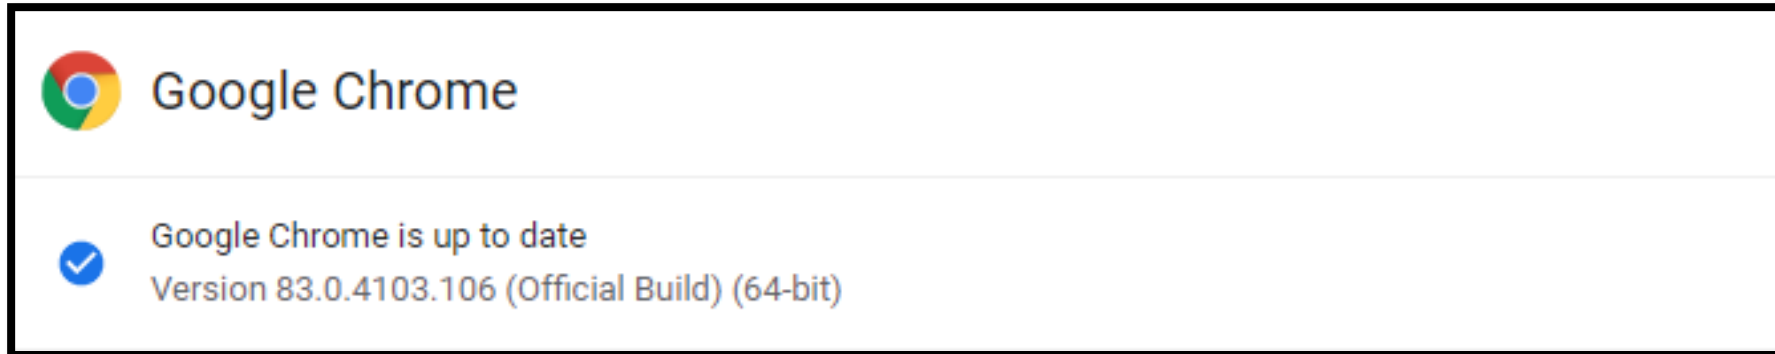 Google Chrome
Google Chrome is up to date
Version 83.0.4103.106 (Official Build) (64-bit)